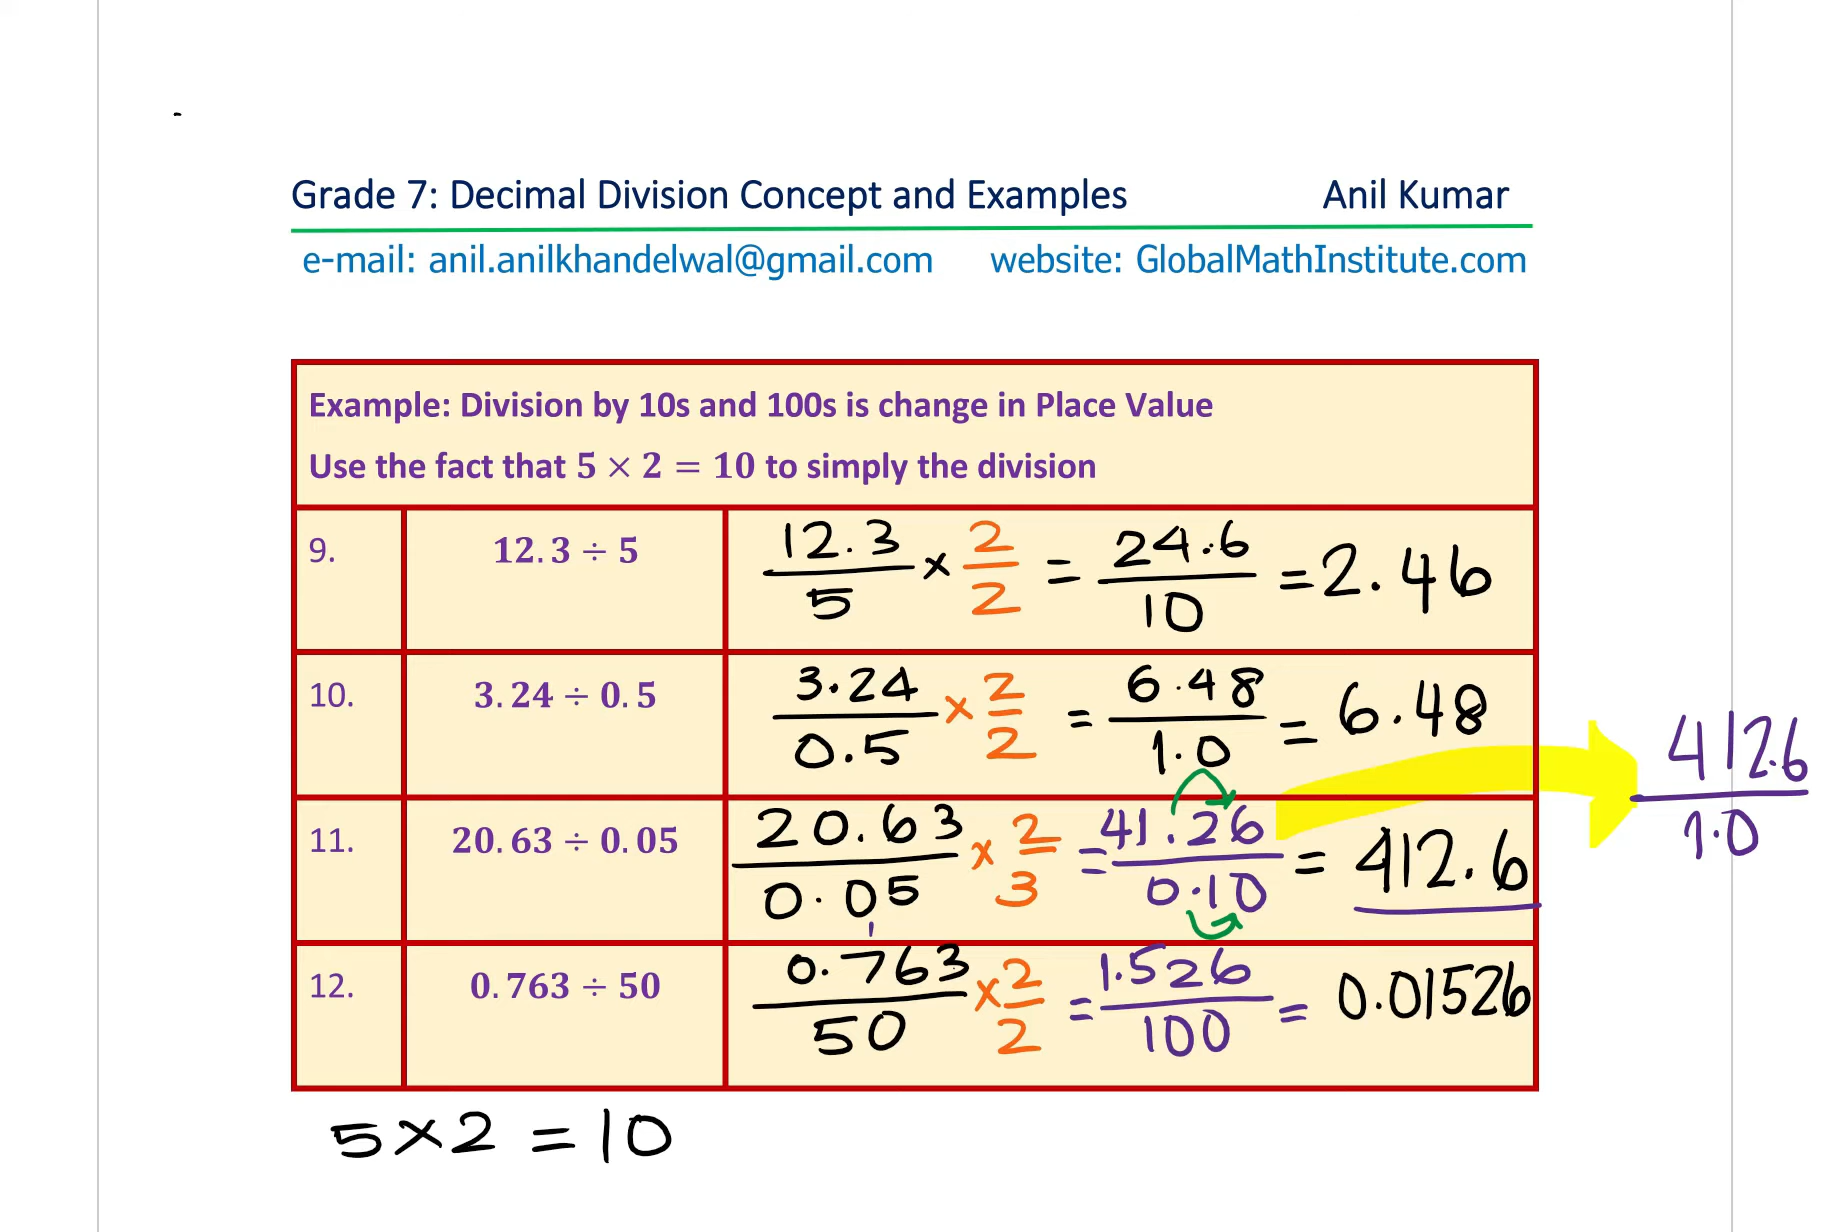 Grade 7: Decimal Division Concept and Examples Anil Kumar
e-mail: anil.anilkhandelwal@gmail.com website: GlobalMathInstitute.com
Example: Division by 10s and 100s is change in Place Value
Use the fact that 5 × 2 = 10 to simply the division
9. 12.3 ÷ 5 12.3/5 × 2/2 = 24.6/10 = 2.46
10. 3.24 ÷ 0.5 3.24/0.5 × 2/2 = 6.48/1.0 = 6.48
11. 20.63 ÷ 0.05 20.63/0.05 × 2/3 = 41.26/0.10 = 412.6 412.6/1.0
12. 0.763 ÷ 50 0.763/50 × 2/2 = 1.526/100 = 0.01526
5 × 2 = 10